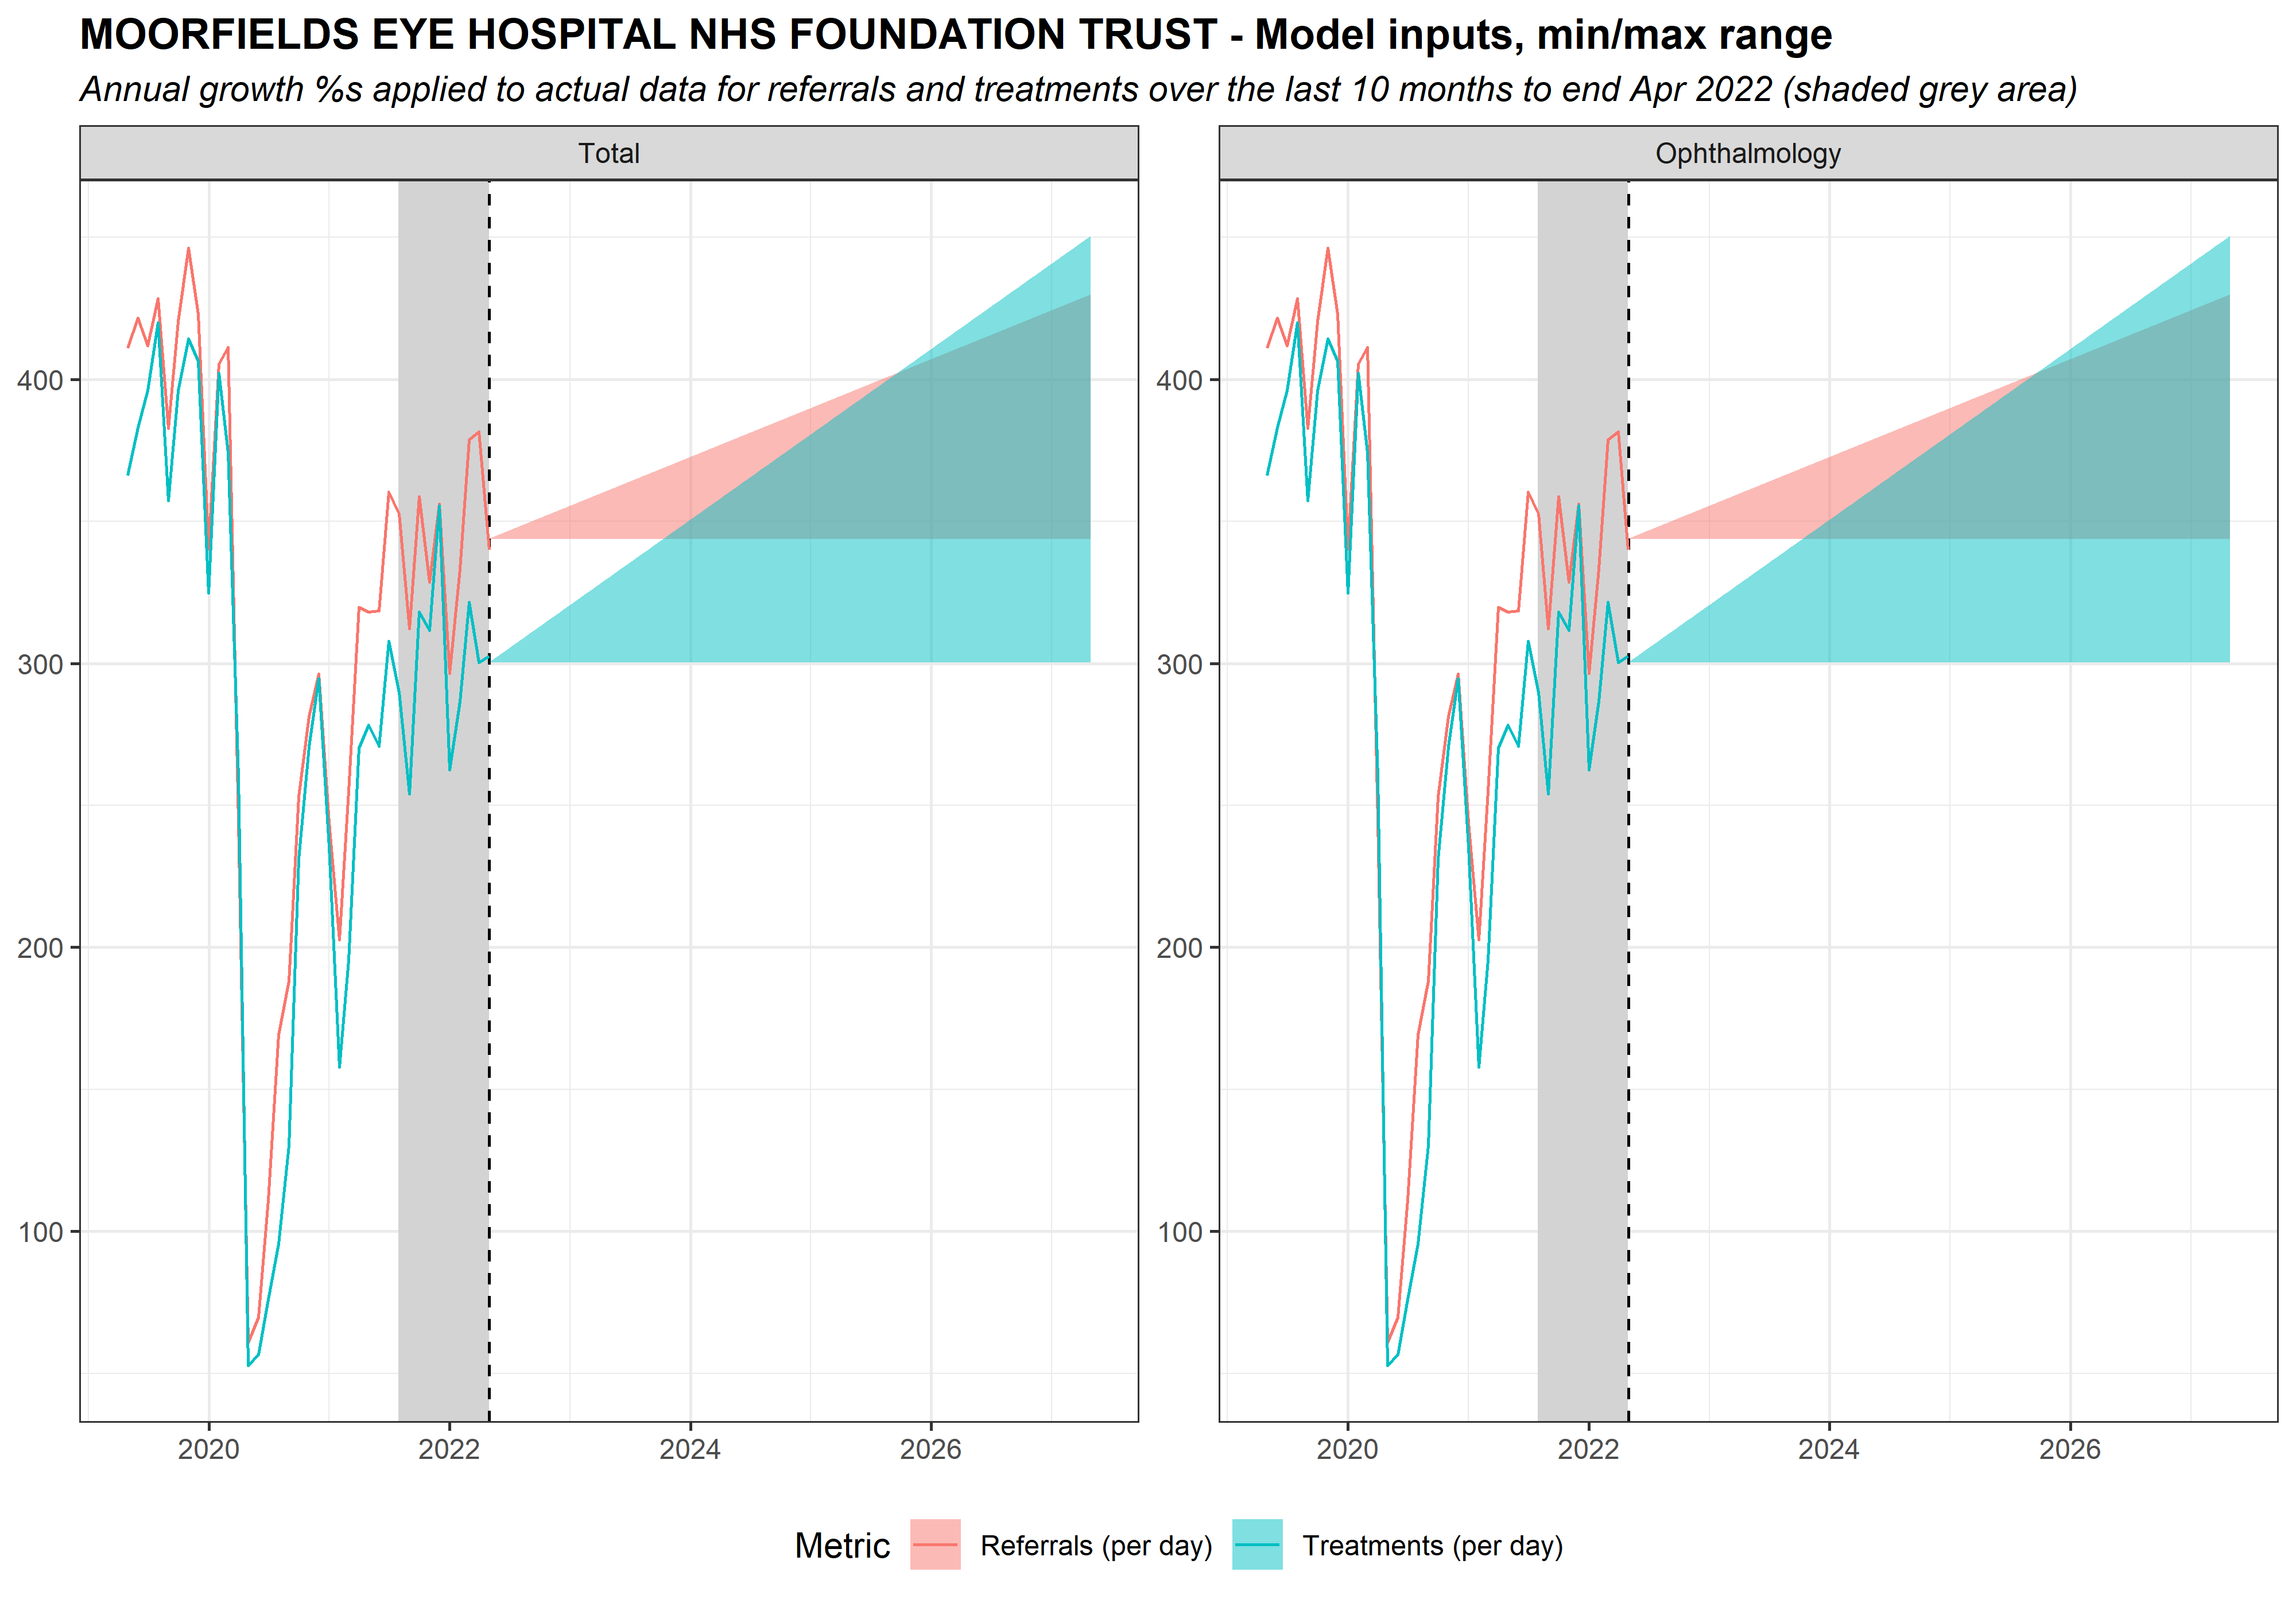 MOORFIELDS EYE HOSPITAL NHS FOUNDATION TRUST - Model inputs, min/max range
Annual growth %s applied to actual data for referrals and treatments over the last 10 months to end Apr 2022 (shaded grey area)
Total
Ophthalmology
400
300
200
100
400
300
200
100
2020 2022 2024 2026
2020 2022 2024 2026
Metric Referrals (per day) Treatments (per day)